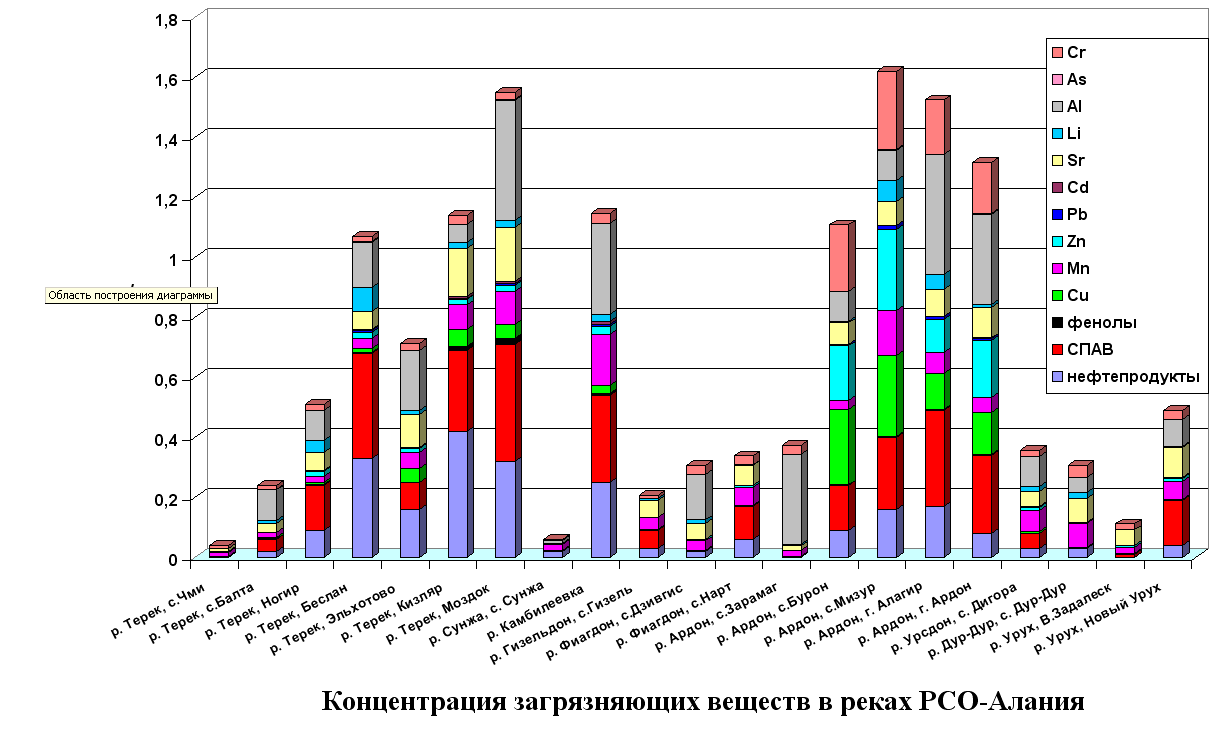 1,8
1,6
1,4
1,2
1
0,8
0,6
0,4
0,2
0
Область построения диаграммы
Cr
As
Al
Li
Sr
Cd
Pb
Zn
Mn
Cu
фенолы
СПАВ
нефтепродукты
р. Терек, с.Чми
р. Терек, с.Балта
р. Терек, Ногир
р. Терек, Беслан
р. Терек, Эльхотово
р. Терек, Кизляр
р. Терек, Моздок
р. Сунжа, с. Сунжа
р. Камбилеевка
р. Гизельдон, с.Гизель
р. Фиагдон, с.Дзивгис
р. Фиагдон, с.Нарт
р. Ардон, с.Зарамаг
р. Ардон, с.Бурон
р. Ардон, с.Мизур
р. Ардон, г. Алагир
р. Ардон, г. Ардон
р. Урсдон, с. Дигора
р. Дур-Дур, с. Дур-Дур
р. Урух, В.Задалеск
р. Урух, Новый Урух
Концентрация загрязняющих веществ в реках РСО-Алания